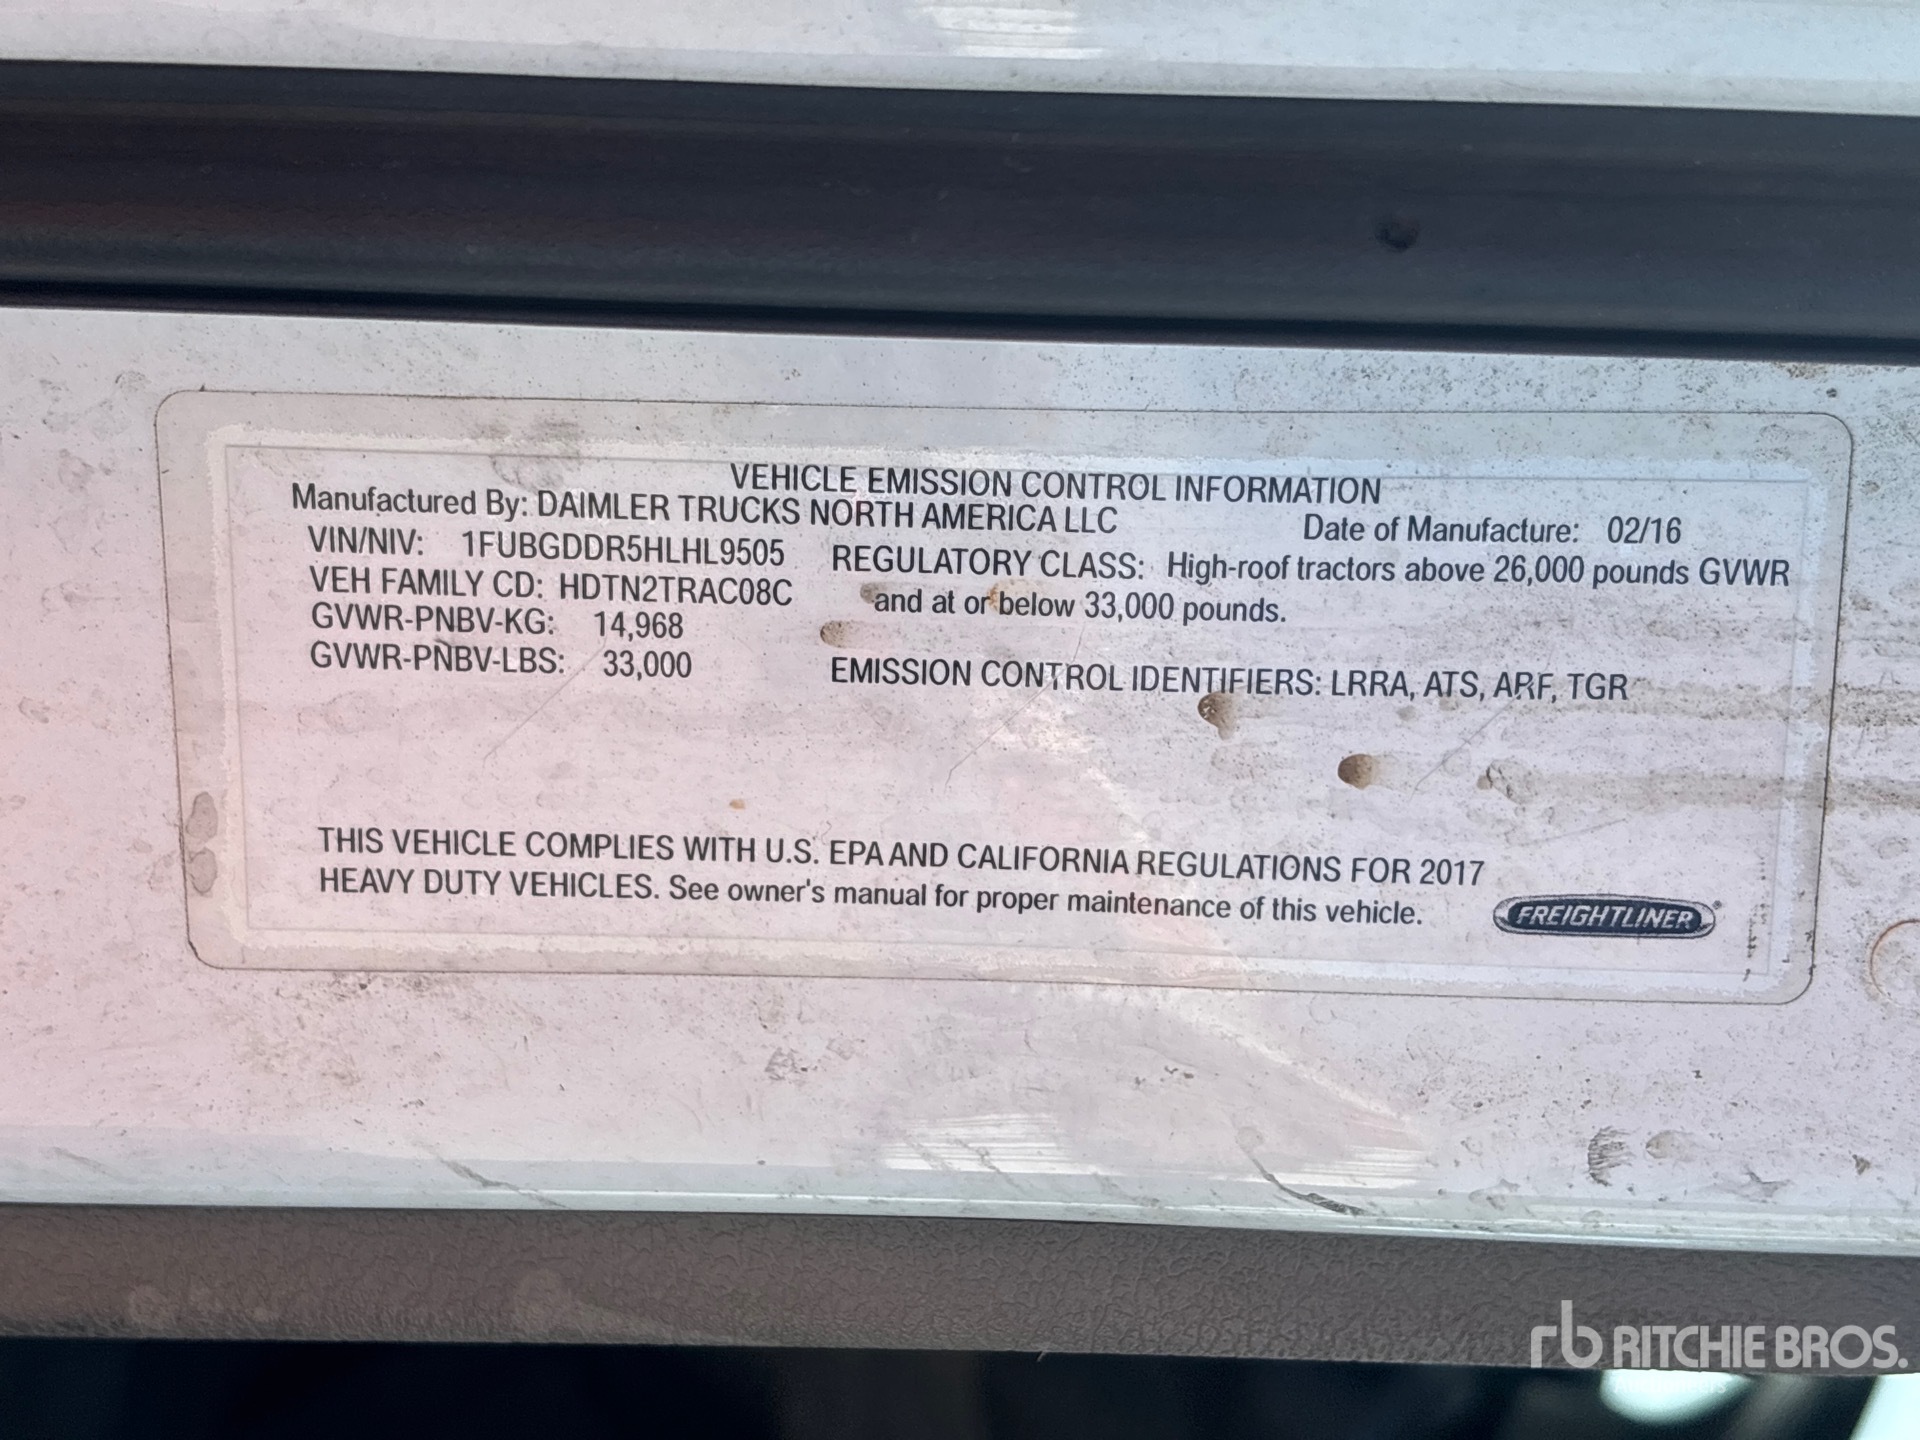 VEHICLE EMISSION CONTROL INFORMATION
Manufactured By: DAIMLER TRUCKS NORTH AMERICA LLC
Date of Manufacture: 02/16
VIN/NIV: 1FUBGDDR5HLHL9505
VEH FAMILY CD: HDTN2TRAC08C
GVWR-PNBV-KG: 14,968
GVWR-PNBV-LBS: 33,000
REGULATORY CLASS: High-roof tractors above 26,000 pounds GVWR
and at or below 33,000 pounds.
EMISSION CONTROL IDENTIFIERS: LRRA, ATS, ARF, TGR
THIS VEHICLE COMPLIES WITH U.S. EPA AND CALIFORNIA REGULATIONS FOR 2017
HEAVY DUTY VEHICLES. See owner's manual for proper maintenance of this vehicle.
FREIGHTLINER®
rb RITCHIE BROS.